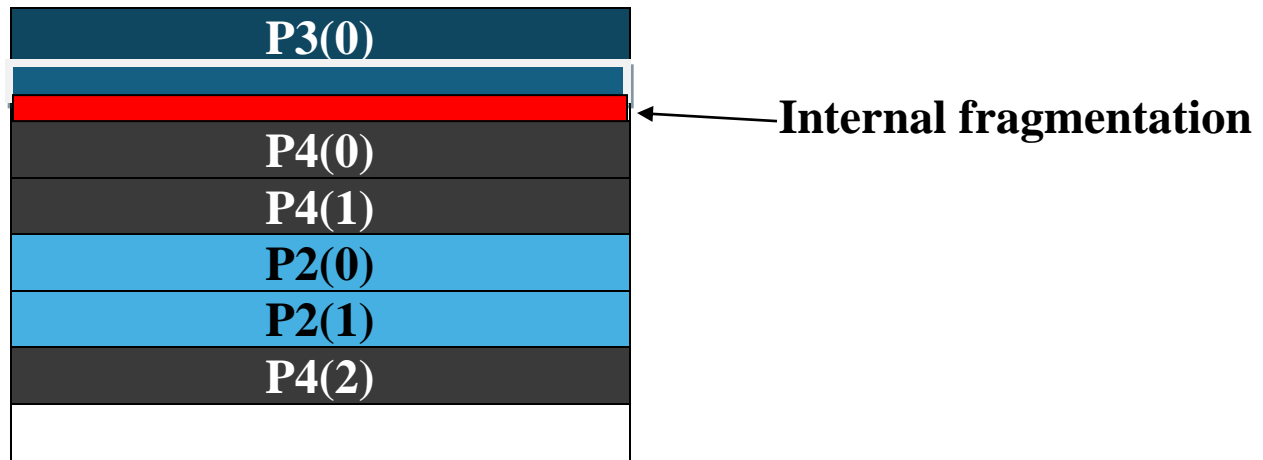 P3(0)
Internal fragmentation
P4(0)
P4(1)
P2(0)
P2(1)
P4(2)